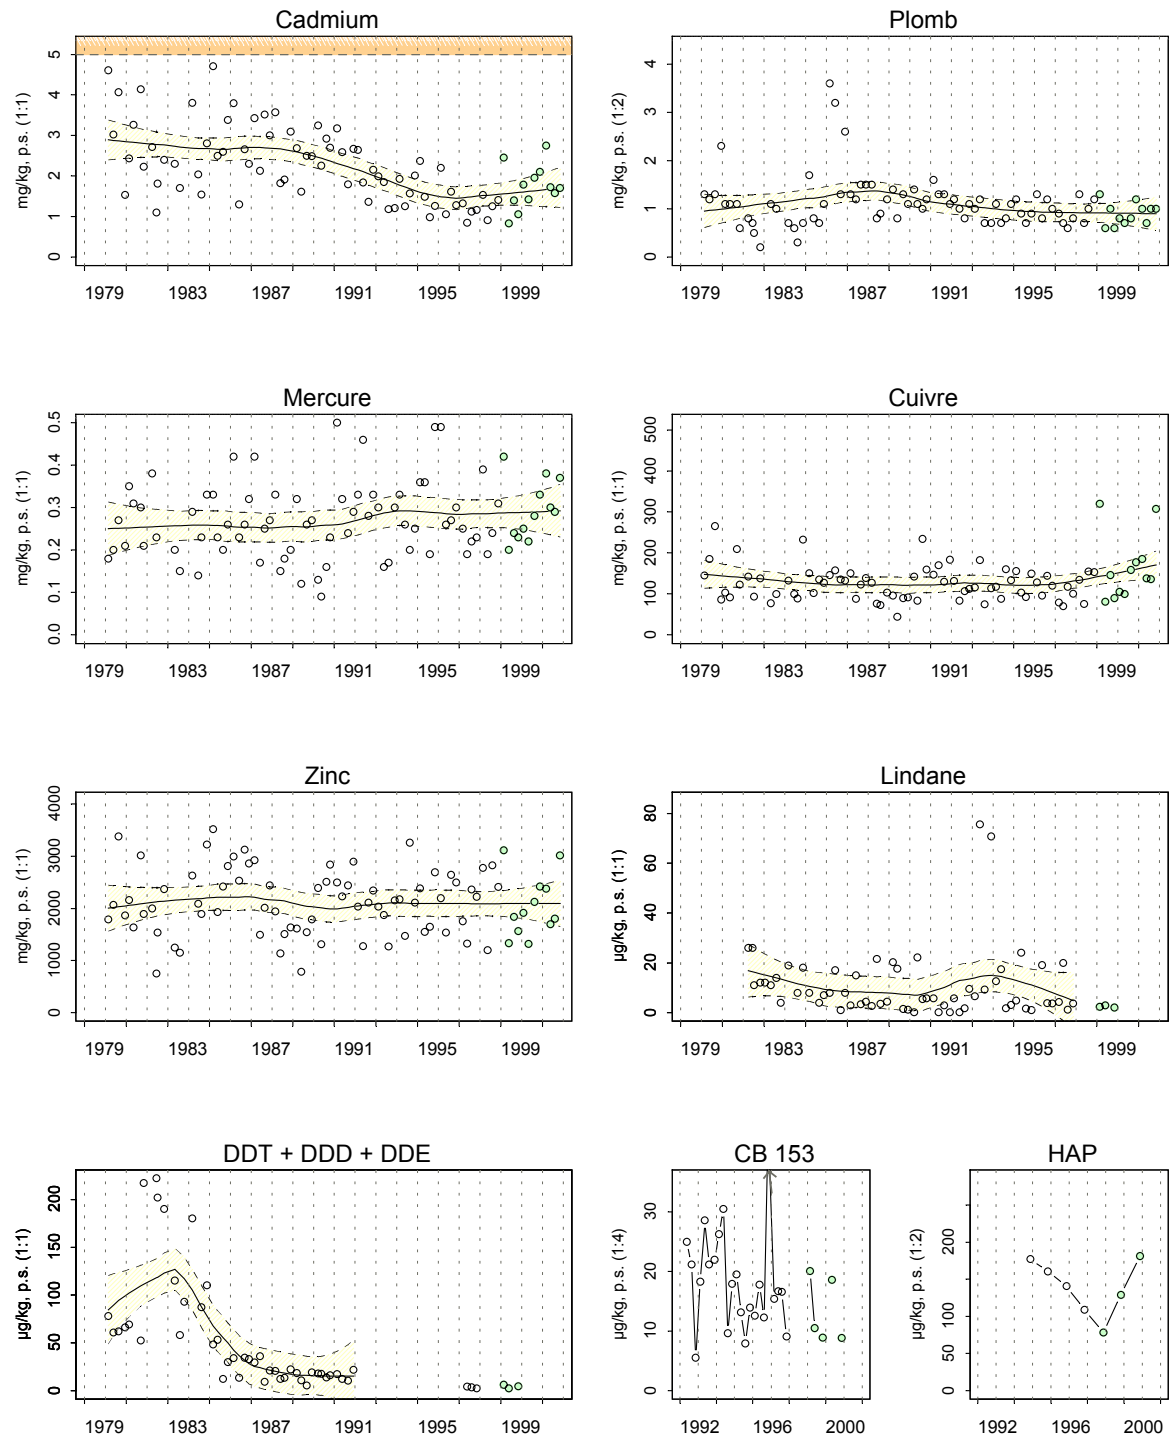 Cadmium
mg/kg, p.s. (1:1)
0 1 2 3 4 5
1979 1983 1987 1991 1995 1999
Plomb
mg/kg, p.s. (1:2)
0 1 2 3 4
1979 1983 1987 1991 1995 1999
Mercure
mg/kg, p.s. (1:1)
0.0 0.1 0.2 0.3 0.4 0.5
1979 1983 1987 1991 1995 1999
Cuivre
mg/kg, p.s. (1:1)
0 100 200 300 400 500
1979 1983 1987 1991 1995 1999
Zinc
mg/kg, p.s. (1:1)
0 1000 2000 3000 4000
1979 1983 1987 1991 1995 1999
Lindane
µg/kg, p.s. (1:1)
0 20 40 60 80
1979 1983 1987 1991 1995 1999
DDT + DDD + DDE
µg/kg, p.s. (1:1)
0 50 100 150 200
1979 1983 1987 1991 1995 1999
CB 153
µg/kg, p.s. (1:4)
0 10 20 30
1992 1996 2000
HAP
µg/kg, p.s. (1:2)
0 50 100 200
1992 1996 2000